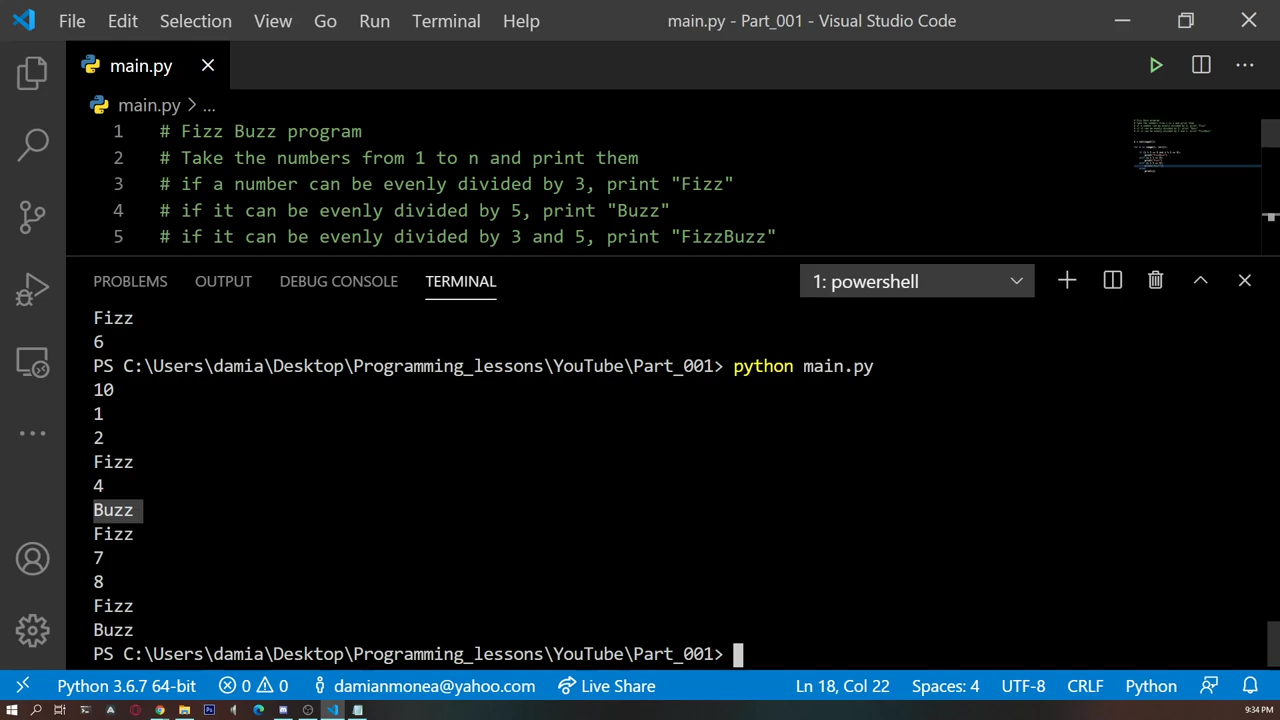 File Edit Selection View Go Run Terminal Help main.py - Part_001 - Visual Studio Code
main.py
main.py > ...
1 # Fizz Buzz program
2 # Take the numbers from 1 to n and print them
3 # if a number can be evenly divided by 3, print "Fizz"
4 # if it can be evenly divided by 5, print "Buzz"
5 # if it can be evenly divided by 3 and 5, print "FizzBuzz"
PROBLEMS OUTPUT DEBUG CONSOLE TERMINAL 1: powershell
Fizz
6
PS C:\Users\damia\Desktop\Programming_lessons\YouTube\Part_001> python main.py
10
1
2
Fizz
4
Buzz
Fizz
7
8
Fizz
Buzz
PS C:\Users\damia\Desktop\Programming_lessons\YouTube\Part_001>
Python 3.6.7 64-bit 0 0 damianmonea@yahoo.com Live Share Ln 18, Col 22 Spaces: 4 UTF-8 CRLF Python
9:34 PM